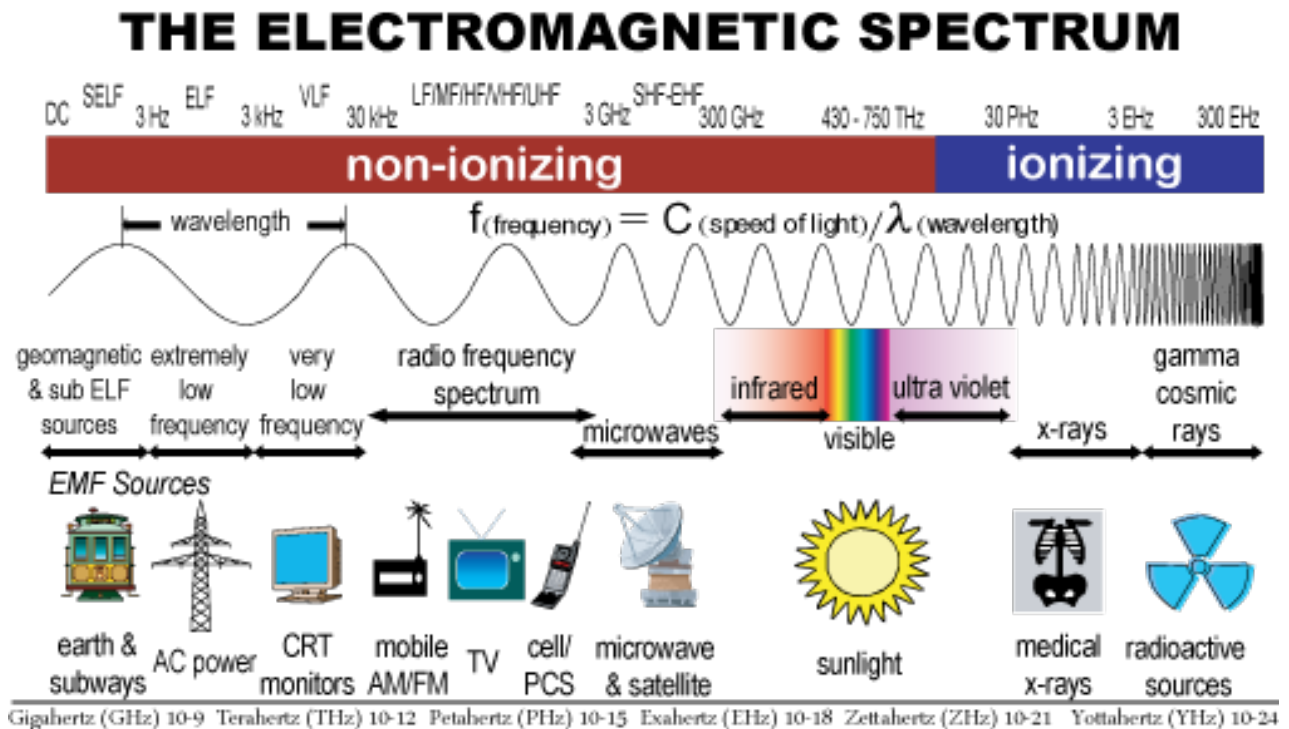 THE ELECTROMAGNETIC SPECTRUM
DC SELF 3 Hz ELF 3 kHz VLF 30 kHz LF/MF/HF/VHF/UHF 3 GHz SHF-EHF 300 GHz 430 - 750 THz 30 PHz 3 EHz 300 EHz
non-ionizing ionizing
wavelength f(frequency) = C (speed of light)/λ (wavelength)
geomagnetic & sub ELF sources
extremely low frequency
very low frequency
radio frequency spectrum
microwaves
infrared
visible
ultra violet
x-rays
gamma cosmic rays
EMF Sources
earth & subways
AC power
CRT monitors
mobile AM/FM
TV
cell/ PCS
microwave & satellite
sunlight
medical x-rays
radioactive sources
Gigahertz (GHz) 10-9 Terahertz (THz) 10-12 Petahertz (PHz) 10-15 Exahertz (EHz) 10-18 Zettahertz (ZHz) 10-21 Yottahertz (YHz) 10-24